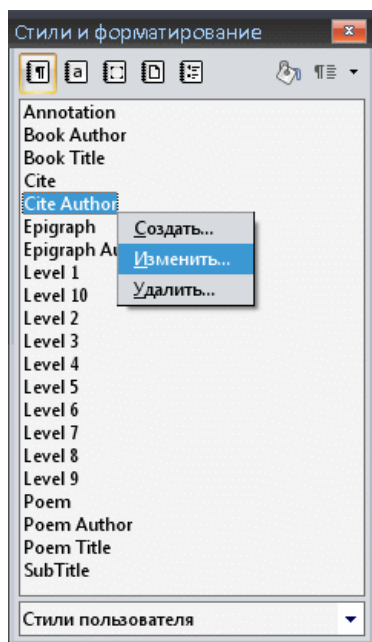 Стили и форматирование
Annotation
Book Author
Book Title
Cite
Cite Author
Epigraph
Создать...
Epigraph Au
Изменить...
Level 1
Level 10
Удалить...
Level 2
Level 3
Level 4
Level 5
Level 6
Level 7
Level 8
Level 9
Poem
Poem Author
Poem Title
SubTitle
Стили пользователя